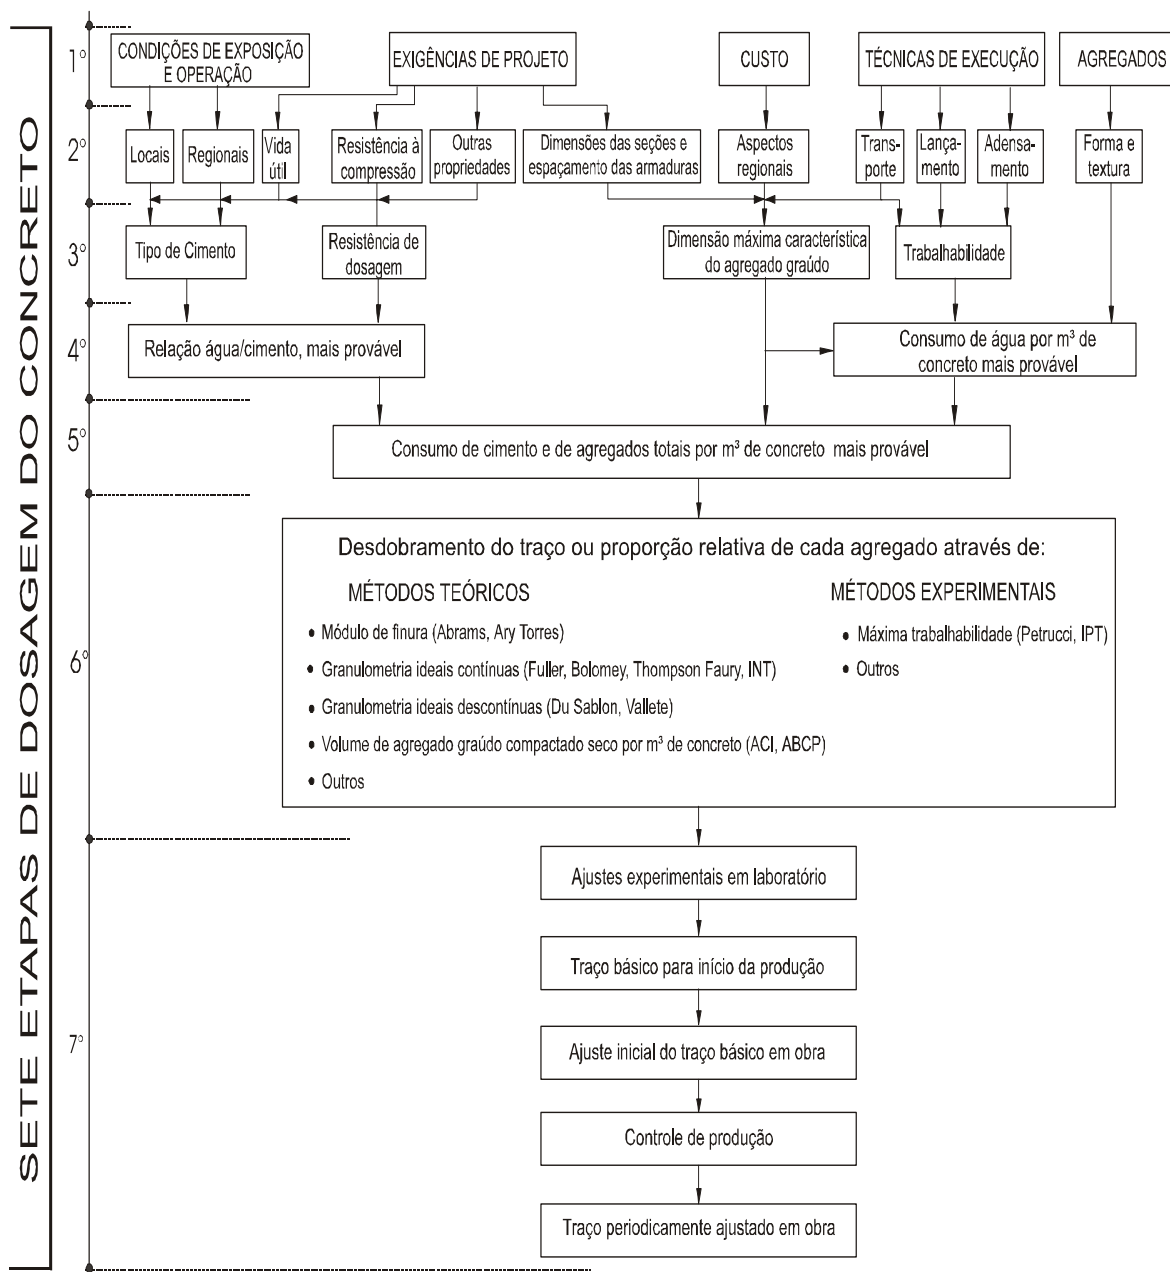 SETE ETAPAS DE DOSAGEM DO CONCRETO
1º
CONDIÇÕES DE EXPOSIÇÃO
E OPERAÇÃO
EXIGÊNCIAS DE PROJETO
CUSTO
TÉCNICAS DE EXECUÇÃO
AGREGADOS
2º
Locais
Regionais
Vida
útil
Resistência à
compressão
Outras
propriedades
Dimensões das seções e
espaçamento das armaduras
Aspectos
regionais
Trans-
porte
Lança-
mento
Adensa-
mento
Forma e
textura
3º
Tipo de Cimento
Resistência de
dosagem
Dimensão máxima característica
do agregado graúdo
Trabalhabilidade
4º
Relação água/cimento, mais provável
Consumo de água por m³ de
concreto mais provável
5º
Consumo de cimento e de agregados totais por m³ de concreto mais provável
6º
Desdobramento do traço ou proporção relativa de cada agregado através de:
MÉTODOS TEÓRICOS
• Módulo de finura (Abrams, Ary Torres)
• Granulometria ideais contínuas (Fuller, Bolomey, Thompson Faury, INT)
• Granulometria ideais descontínuas (Du Sablon, Vallete)
• Volume de agregado graúdo compactado seco por m³ de concreto (ACI, ABCP)
• Outros
MÉTODOS EXPERIMENTAIS
• Máxima trabalhabilidade (Petrucci, IPT)
• Outros
7º
Ajustes experimentais em laboratório
Traço básico para início da produção
Ajuste inicial do traço básico em obra
Controle de produção
Traço periodicamente ajustado em obra